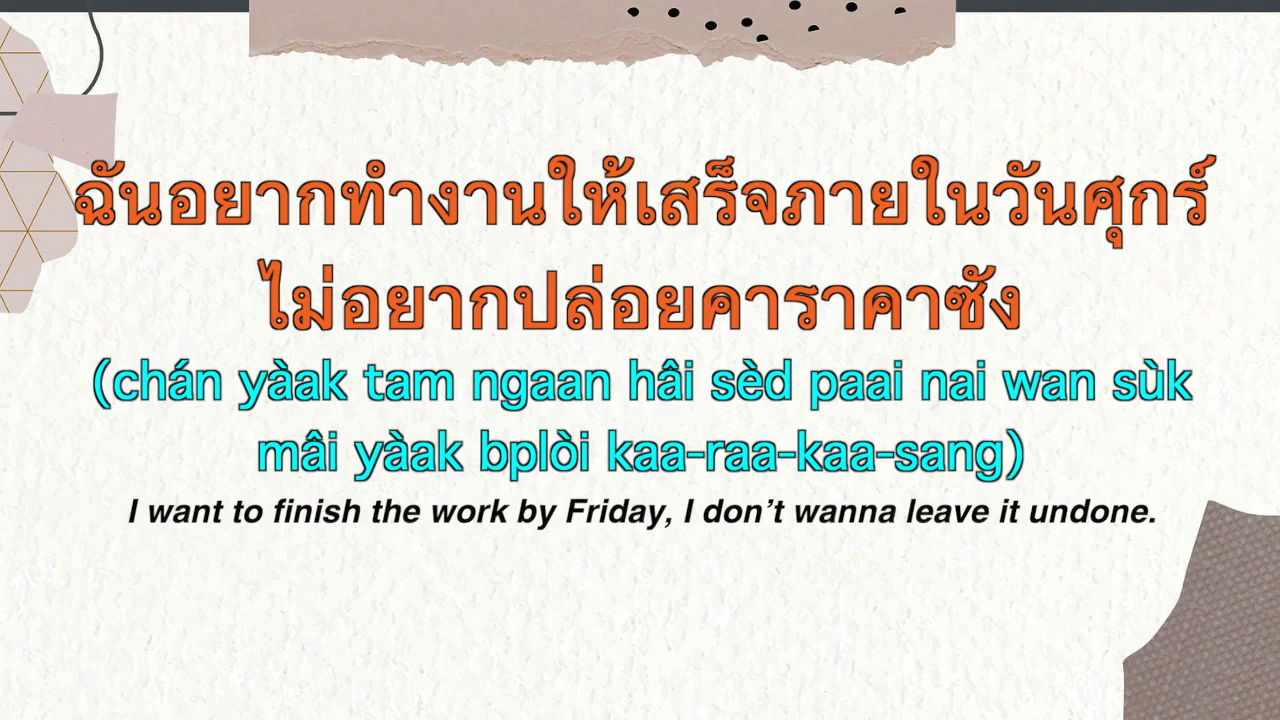 ฉันอยากทำงานให้เสร็จภายในวันศุกร์
ไม่อยากปล่อยคาราคาซัง
(chán yàak tam ngaan hâi sèd paai nai wan sùk
mâi yàak bplòi kaa-raa-kaa-sang)
I want to finish the work by Friday, I don’t wanna leave it undone.